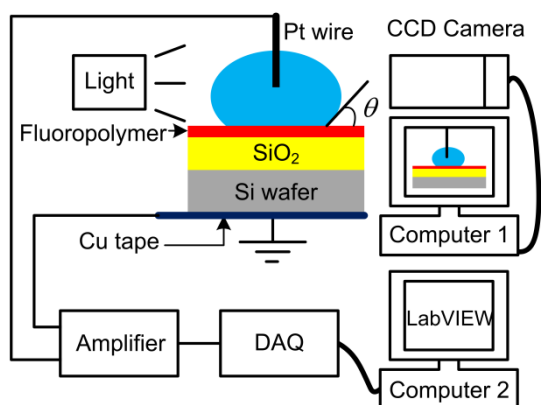 Pt wire
CCD Camera
Light
θ
Fluoropolymer
SiO₂
Si wafer
Cu tape
Computer 1
Amplifier
DAQ
LabVIEW
Computer 2